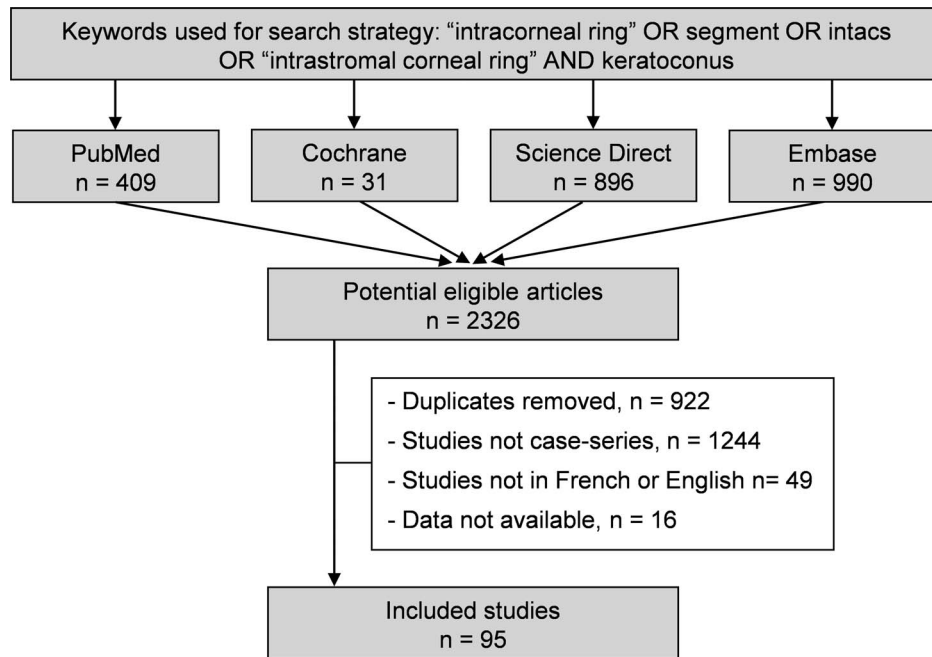 Keywords used for search strategy: “intracorneal ring” OR segment OR intacs
OR “intrastromal corneal ring” AND keratoconus
PubMed
n = 409
Cochrane
n = 31
Science Direct
n = 896
Embase
n = 990
Potential eligible articles
n = 2326
- Duplicates removed, n = 922
- Studies not case-series, n = 1244
- Studies not in French or English n= 49
- Data not available, n = 16
Included studies
n = 95